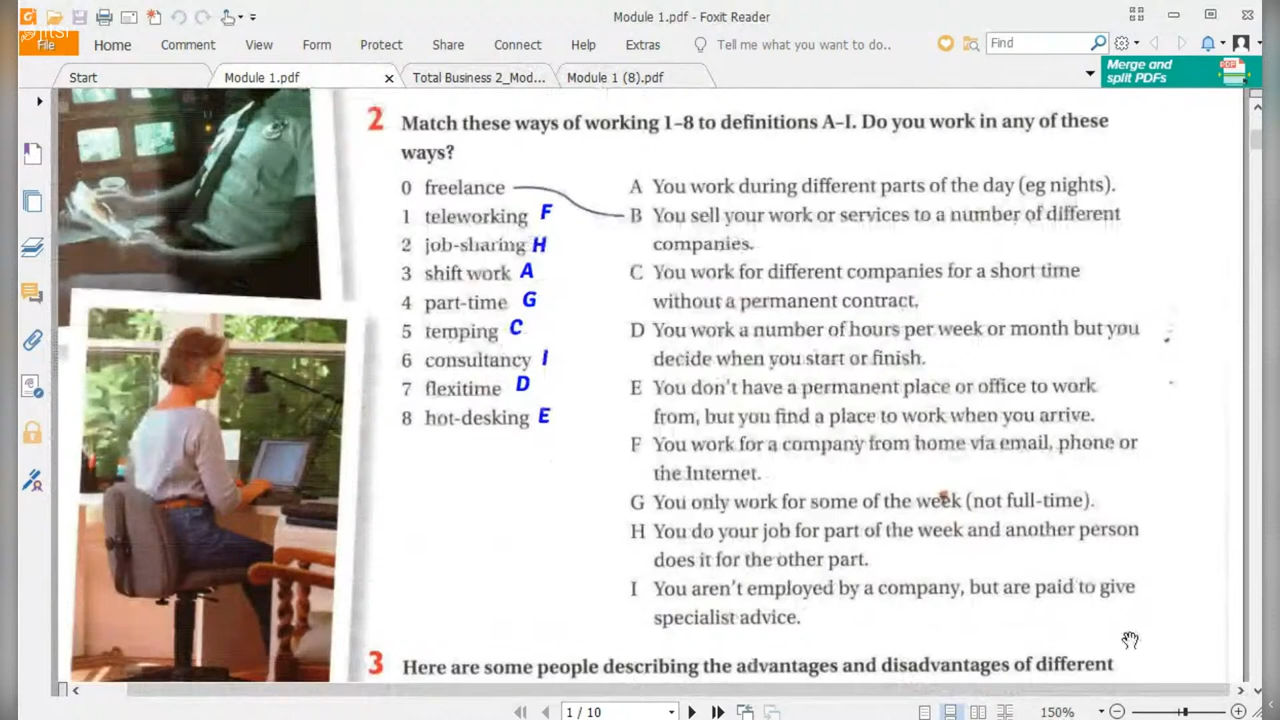 Module 1.pdf - Foxit Reader
Jitsi
File Home Comment View Form Protect Share Connect Help Extras Tell me what you want to do.. Find
Start Module 1.pdf Total Business 2_Mod... Module 1 (8).pdf
Merge and
split PDFs
PDF
2 Match these ways of working 1–8 to definitions A–I. Do you work in any of these
ways?
0 freelance
1 teleworking F
2 job-sharing H
3 shift work A
4 part-time G
5 temping C
6 consultancy I
7 flexitime D
8 hot-desking E
A You work during different parts of the day (eg nights).
B You sell your work or services to a number of different
companies.
C You work for different companies for a short time
without a permanent contract.
D You work a number of hours per week or month but you
decide when you start or finish.
E You don't have a permanent place or office to work
from, but you find a place to work when you arrive.
F You work for a company from home via email, phone or
the Internet.
G You only work for some of the week (not full-time).
H You do your job for part of the week and another person
does it for the other part.
I You aren't employed by a company, but are paid to give
specialist advice.
3 Here are some people describing the advantages and disadvantages of different
1 / 10
150%